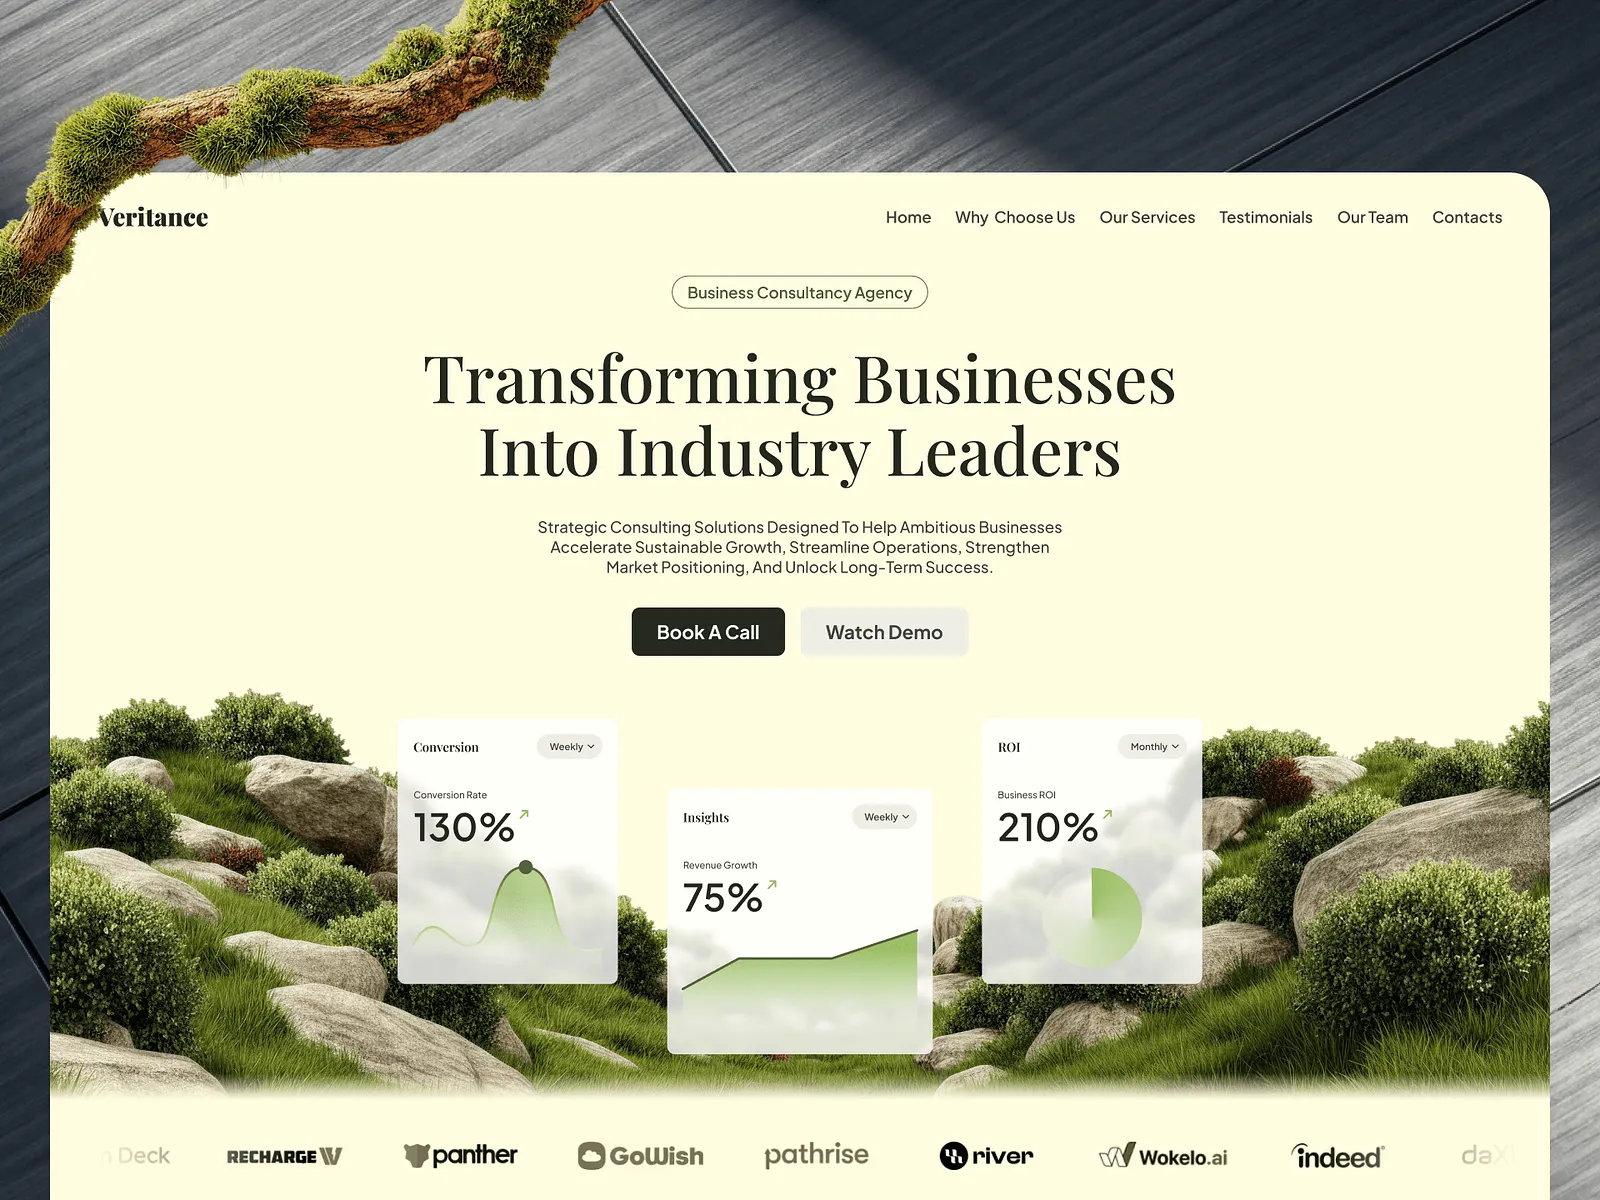 Veritance
Home Why Choose Us Our Services Testimonials Our Team Contacts
Business Consultancy Agency
Transforming Businesses
Into Industry Leaders
Strategic Consulting Solutions Designed To Help Ambitious Businesses
Accelerate Sustainable Growth, Streamline Operations, Strengthen
Market Positioning, And Unlock Long-Term Success.
Book A Call Watch Demo
Conversion Weekly
Conversion Rate
130%
Insights Weekly
Revenue Growth
75%
ROI Monthly
Business ROI
210%
Deck RECHARGE panther GoWish pathrise river Wokelo.ai indeed